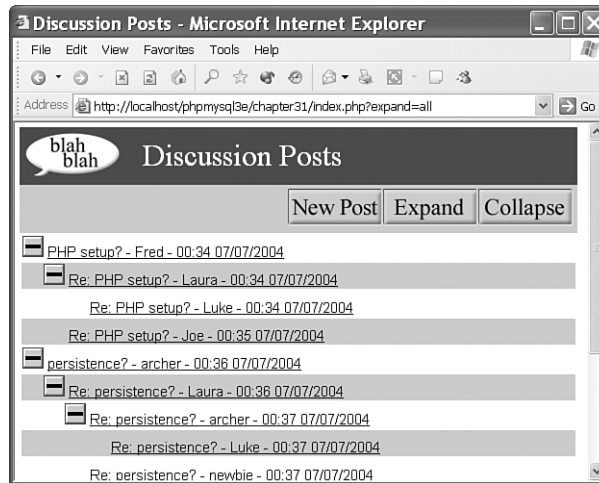 Discussion Posts - Microsoft Internet Explorer
File Edit View Favorites Tools Help
Address http://localhost/phpmysql3e/chapter31/index.php?expand=all Go
blah
blah
Discussion Posts
New Post Expand Collapse
PHP setup? - Fred - 00:34 07/07/2004
Re: PHP setup? - Laura - 00:34 07/07/2004
Re: PHP setup? - Luke - 00:34 07/07/2004
Re: PHP setup? - Joe - 00:35 07/07/2004
persistence? - archer - 00:36 07/07/2004
Re: persistence? - Laura - 00:36 07/07/2004
Re: persistence? - archer - 00:37 07/07/2004
Re: persistence? - Luke - 00:37 07/07/2004
Re: persistence? - newbie - 00:37 07/07/2004